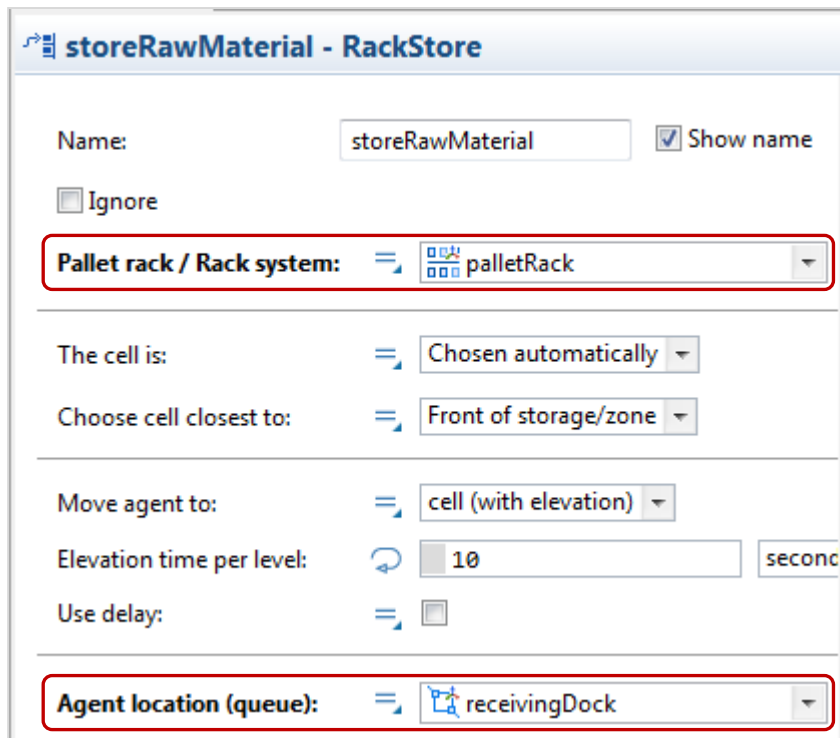 storeRawMaterial - RackStore
Name: storeRawMaterial Show name
Ignore
Pallet rack / Rack system: palletRack
The cell is: Chosen automatically
Choose cell closest to: Front of storage/zone
Move agent to: cell (with elevation)
Elevation time per level: 10 second
Use delay:
Agent location (queue): receivingDock